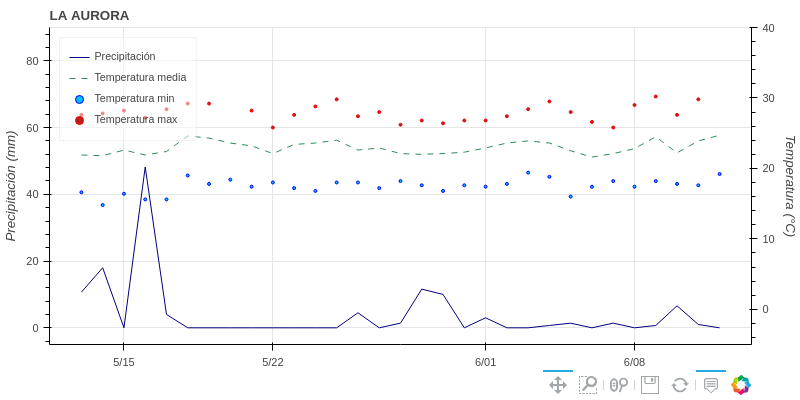 LA AURORA
Precipitación
Temperatura media
Temperatura min
Temperatura max
Precipitación (mm)
80
60
40
20
0
40
30
20
10
0
Temperatura (°C)
5/15 5/22 6/01 6/08